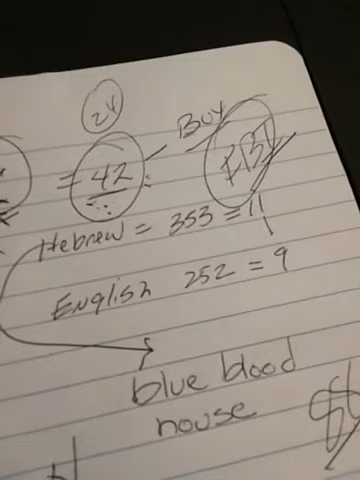 24
= 42 Buy FBI
Hebrew = 353 = 11
English 252 = 9
blue blood
house